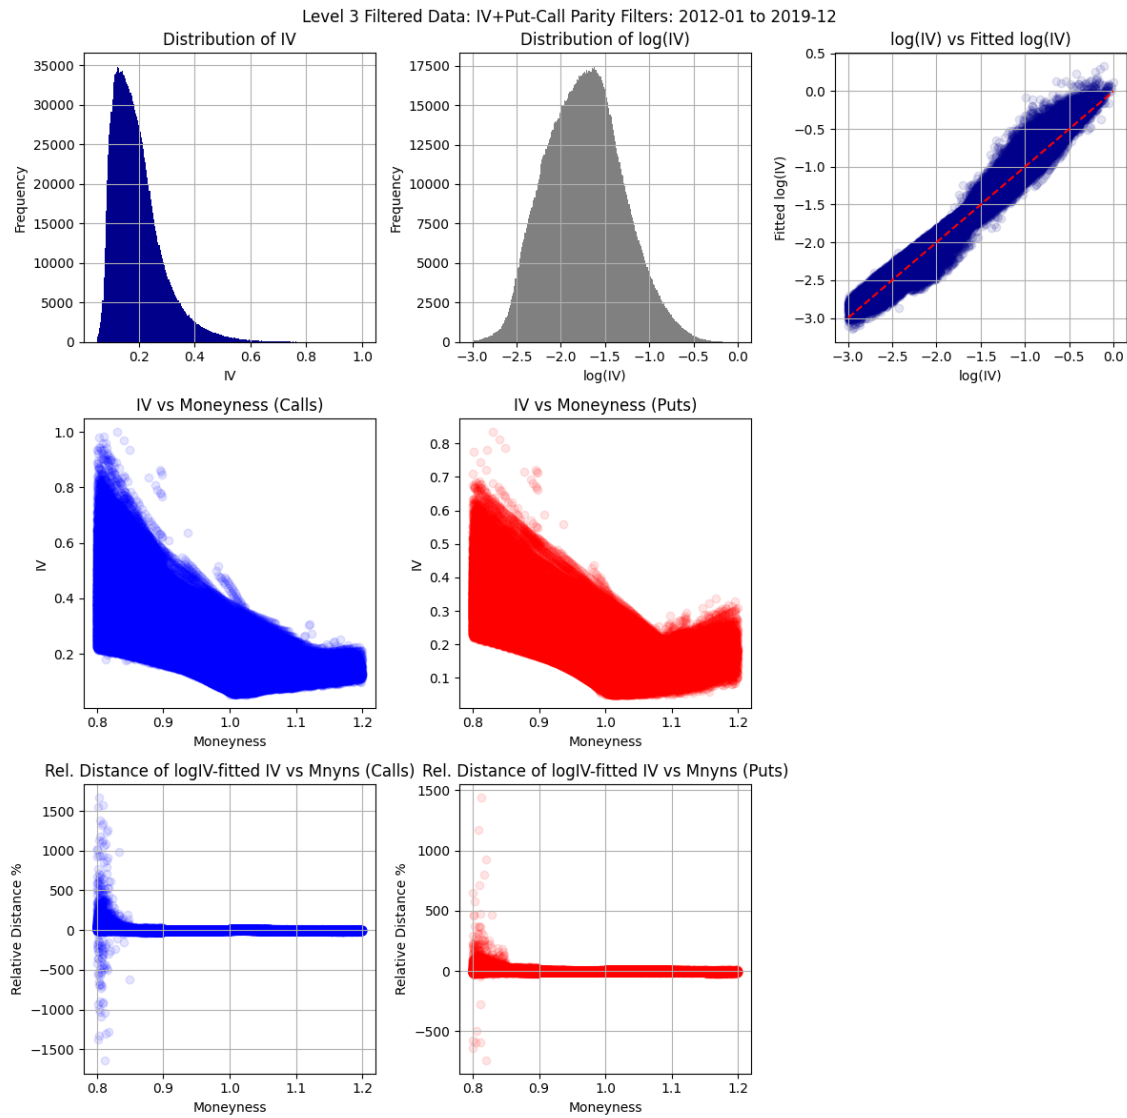 Level 3 Filtered Data: IV+Put-Call Parity Filters: 2012-01 to 2019-12
Distribution of IV
Frequency
35000
30000
25000
20000
15000
10000
5000
0
0.2 0.4 0.6 0.8 1.0
IV
Distribution of log(IV)
Frequency
17500
15000
12500
10000
7500
5000
2500
0
−3.0 −2.5 −2.0 −1.5 −1.0 −0.5 0.0
log(IV)
log(IV) vs Fitted log(IV)
Fitted log(IV)
0.5
0.0
−0.5
−1.0
−1.5
−2.0
−2.5
−3.0
−3.0 −2.5 −2.0 −1.5 −1.0 −0.5 0.0
log(IV)
IV vs Moneyness (Calls)
IV
1.0
0.8
0.6
0.4
0.2
0.8 0.9 1.0 1.1 1.2
Moneyness
IV vs Moneyness (Puts)
IV
0.8
0.7
0.6
0.5
0.4
0.3
0.2
0.1
0.8 0.9 1.0 1.1 1.2
Moneyness
Rel. Distance of logIV-fitted IV vs Mnyns (Calls)
Relative Distance %
1500
1000
500
0
−500
−1000
−1500
0.8 0.9 1.0 1.1 1.2
Moneyness
Rel. Distance of logIV-fitted IV vs Mnyns (Puts)
Relative Distance %
1500
1000
500
0
−500
0.8 0.9 1.0 1.1 1.2
Moneyness